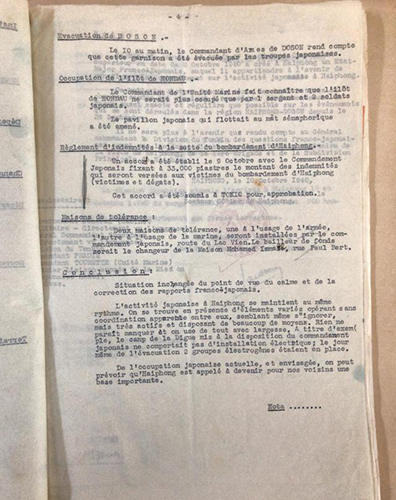 - 4 -
Evacuation de D O S O N .-
Le IO au matin, le Commandant d'Armes de DOSON rend compte
que cette garnison a été évacuée par les troupes japonaises.
Occupation de l'îlôt de HONDAU
Le Commandant de l'Unité Marine fait connaître que l'îlôt
de HONDAU ne serait plus occupé que par I sergent et 2 soldats
japonais.
Le pavillon japonais qui flottait au mât sémaphorique
a été amené.
Règlement d'indemnités à la suite du bombardement d'Haiphong.
Un accord a été établi le 9 Octobre avec le Commandement
Japonais fixant à 33.000 piastres le montant des indemnités
qui seront versées aux victimes du bombardement d'Haiphong
(victimes et dégats).
Cet accord a été soumis à TOKIO pour approbation.
Maisons de tolérance :
Deux maisons de tolérance, une à l'usage de l'Armée,
l'autre à l'usage de la marine, seront installées par le com-
mandement japonais, route du Lac Vien. Le bailleur de fonds
serait le changeur de la Maison Mohamed rue Paul Bert.
C o n c l u s i o n :
Situation inchangée du point de vue du calme et de la
correction des rapports franco-japonais.
L'activité japonaise à Haiphong se maintient au même
rythme. On se trouve en présence d'éléments variés opérant sans
coordination apparente entre eux, semblant même s'ignorer,
mais très actifs et disposant de beaucoup de moyens. Rien ne
paraît manquer et on use de tout avec largesse. A titre d'exem-
ple, le camp de la Digue mis à la disposition du commandement
japonais ne comportait pas d'installation électrique; le jour
même de l'évacuation 2 groupes électrogènes étaient en place.
De l'occupation japonaise actuelle, et envisagée, on peut
prévoir qu'Haiphong est appelé à devenir pour nos voisins une
base importante.
Nota ........